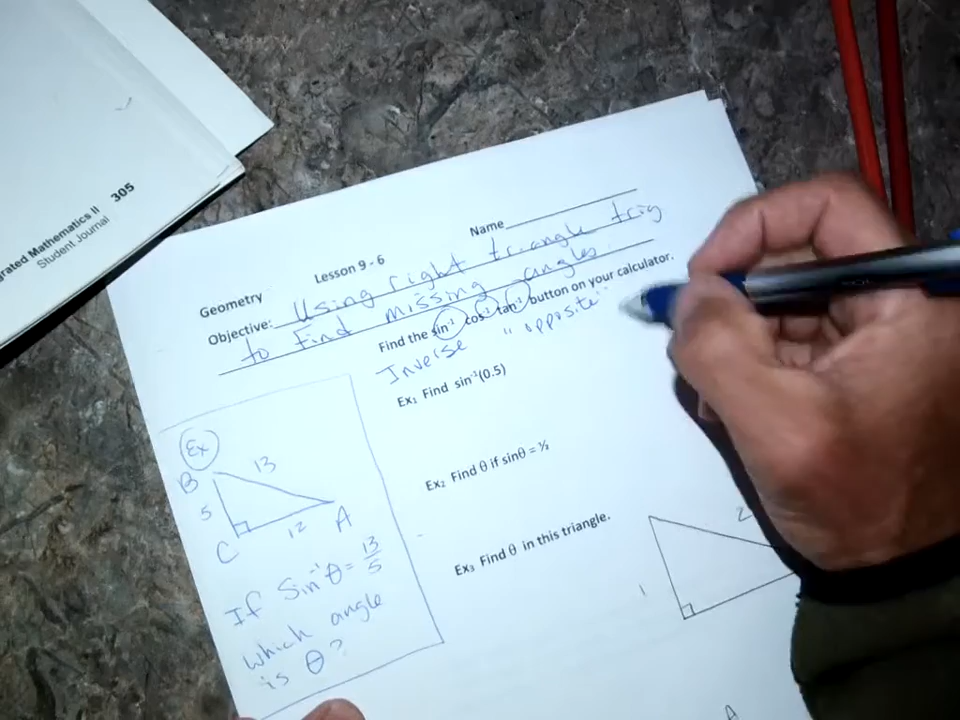 305
Integrated Mathematics II
Student Journal
Name
Geometry Lesson 9 - 6
Objective: Using right triangle trig
to Find missing angles
Find the sin⁻¹ cos⁻¹ tan⁻¹ button on your calculator.
Inverse "opposite"
Ex₁ Find sin⁻¹(0.5)
Ex₂ Find θ if sinθ = ½
Ex₃ Find θ in this triangle.
2
1
A
Ex
B 13
5
C 12 A
If Sin⁻¹θ = 13/5
which angle
is θ?